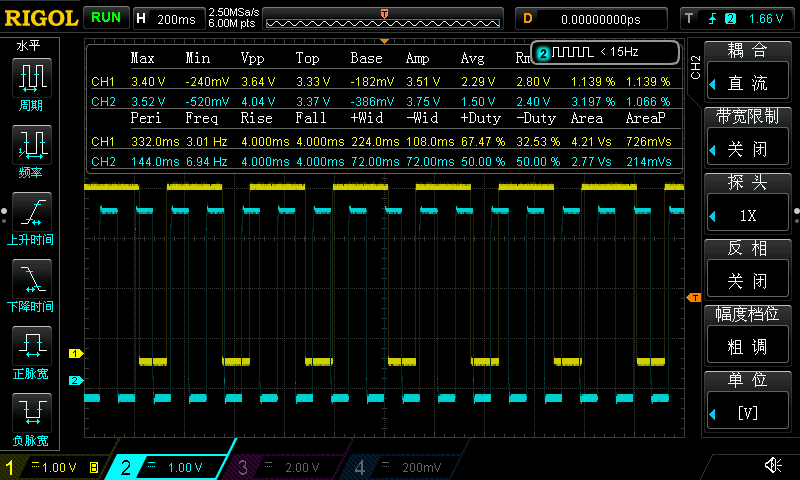 RIGOL RUN H 200ms 2.50MSa/s 6.00M pts T D 0.00000000ps T 2 1.66 V
水平
周期
频率
上升时间
下降时间
正脉宽
负脉宽
2 < 15Hz
Max Min Vpp Top Base Amp Avg
CH1 3.40 V -240mV 3.64 V 3.33 V -182mV 3.51 V 2.29 V 2.80 V 1.139 % 1.139 %
CH2 3.52 V -520mV 4.04 V 3.37 V -386mV 3.75 V 1.50 V 2.40 V 3.197 % 1.066 %
Peri Freq Rise Fall +Wid -Wid +Duty -Duty Area AreaP
CH1 332.0ms 3.01 Hz 4.000ms 4.000ms 224.0ms 108.0ms 67.47 % 32.53 % 4.21 Vs 726mVs
CH2 144.0ms 6.94 Hz 4.000ms 4.000ms 72.00ms 72.00ms 50.00 % 50.00 % 2.77 Vs 214mVs
T
1
2
CH2
耦合
直流
带宽限制
关闭
探头
1X
反相
关闭
幅度档位
粗调
单位
[V]
1 1.00 V B 2 1.00 V 3 2.00 V 4 200mV